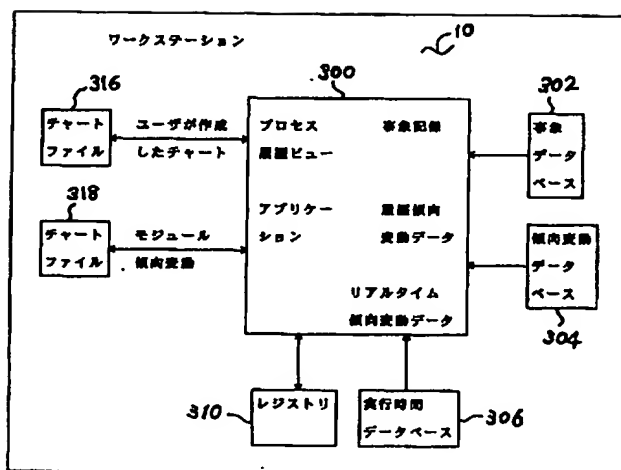 ワークステーション
10
300
316
チャート
ファイル
ユーザが作成
したチャート
318
チャート
ファイル
モジュール
傾向変動
プロセス
履歴ビュー
アプリケー
ション
事象記録
履歴傾向
変動データ
リアルタイム
傾向変動データ
302
事象
データ
ベース
傾向変動
データ
ベース
304
310
レジストリ
実行時間
データベース
306